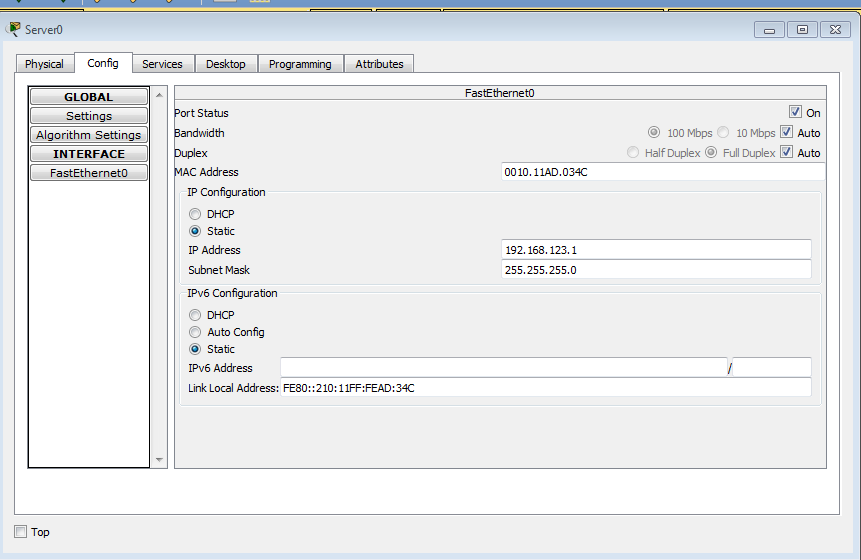 Server0
Physical Config Services Desktop Programming Attributes
GLOBAL
Settings
Algorithm Settings
INTERFACE
FastEthernet0
FastEthernet0
Port Status On
Bandwidth 100 Mbps 10 Mbps Auto
Duplex Half Duplex Full Duplex Auto
MAC Address 0010.11AD.034C
IP Configuration
DHCP
Static
IP Address 192.168.123.1
Subnet Mask 255.255.255.0
IPv6 Configuration
DHCP
Auto Config
Static
IPv6 Address /
Link Local Address: FE80::210:11FF:FEAD:34C
Top